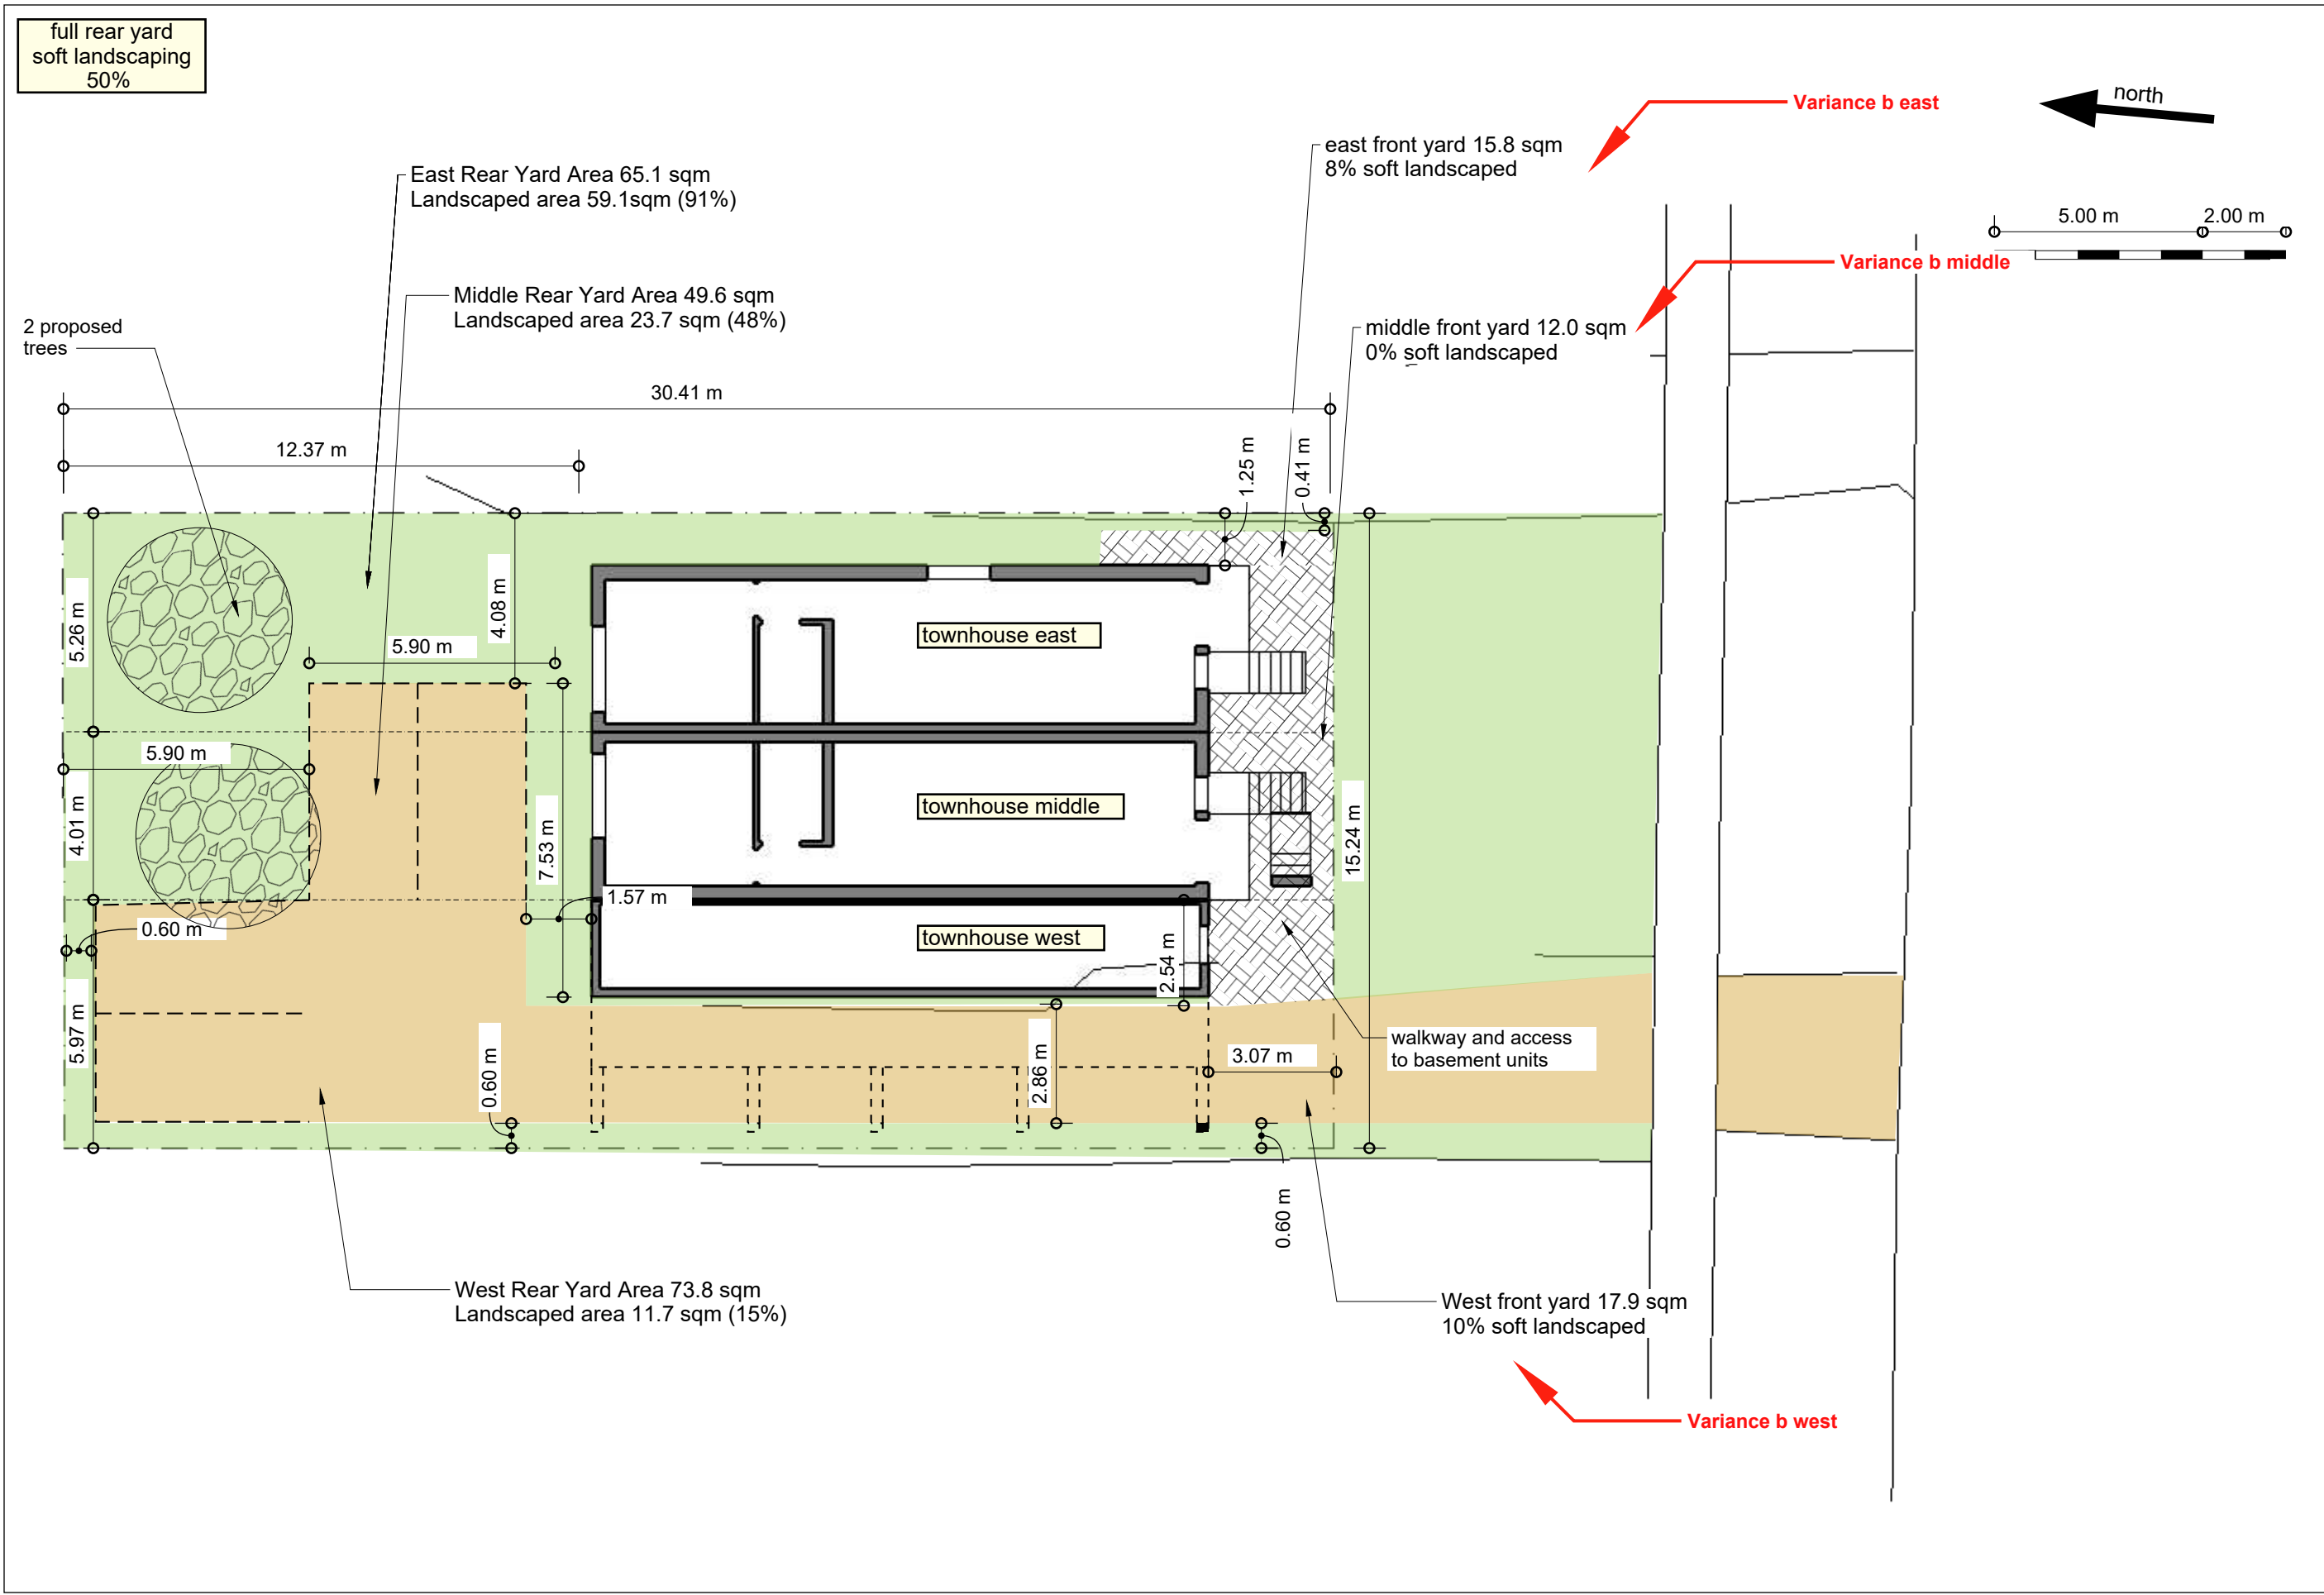 full rear yard
soft landscaping
50%
Variance b east
north
east front yard 15.8 sqm
8% soft landscaped
East Rear Yard Area 65.1 sqm
Landscaped area 59.1sqm (91%)
5.00 m
2.00 m
Variance b middle
Middle Rear Yard Area 49.6 sqm
Landscaped area 23.7 sqm (48%)
2 proposed
trees
middle front yard 12.0 sqm
0% soft landscaped
30.41 m
12.37 m
1.25 m
0.41 m
5.26 m
4.08 m
5.90 m
townhouse east
5.90 m
4.01 m
7.53 m
townhouse middle
15.24 m
1.57 m
0.60 m
townhouse west
2.54 m
5.97 m
0.60 m
2.86 m
3.07 m
walkway and access
to basement units
0.60 m
West Rear Yard Area 73.8 sqm
Landscaped area 11.7 sqm (15%)
West front yard 17.9 sqm
10% soft landscaped
Variance b west